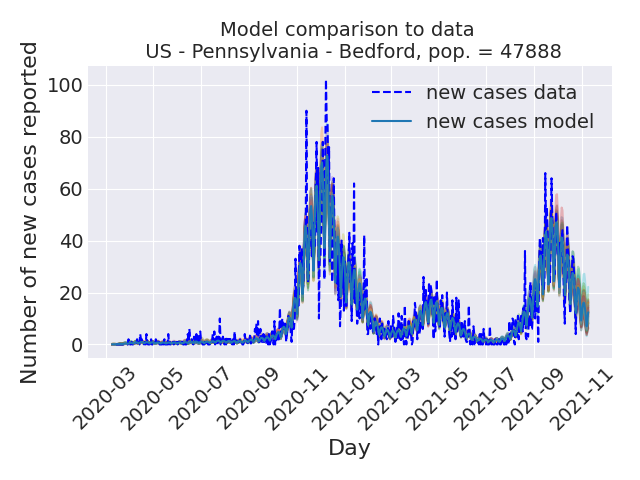 Model comparison to data
US - Pennsylvania - Bedford, pop. = 47888
Number of new cases reported
100
80
60
40
20
0
new cases data
new cases model
2020-03
2020-05
2020-07
2020-09
2020-11
2021-01
2021-03
2021-05
2021-07
2021-09
2021-11
Day